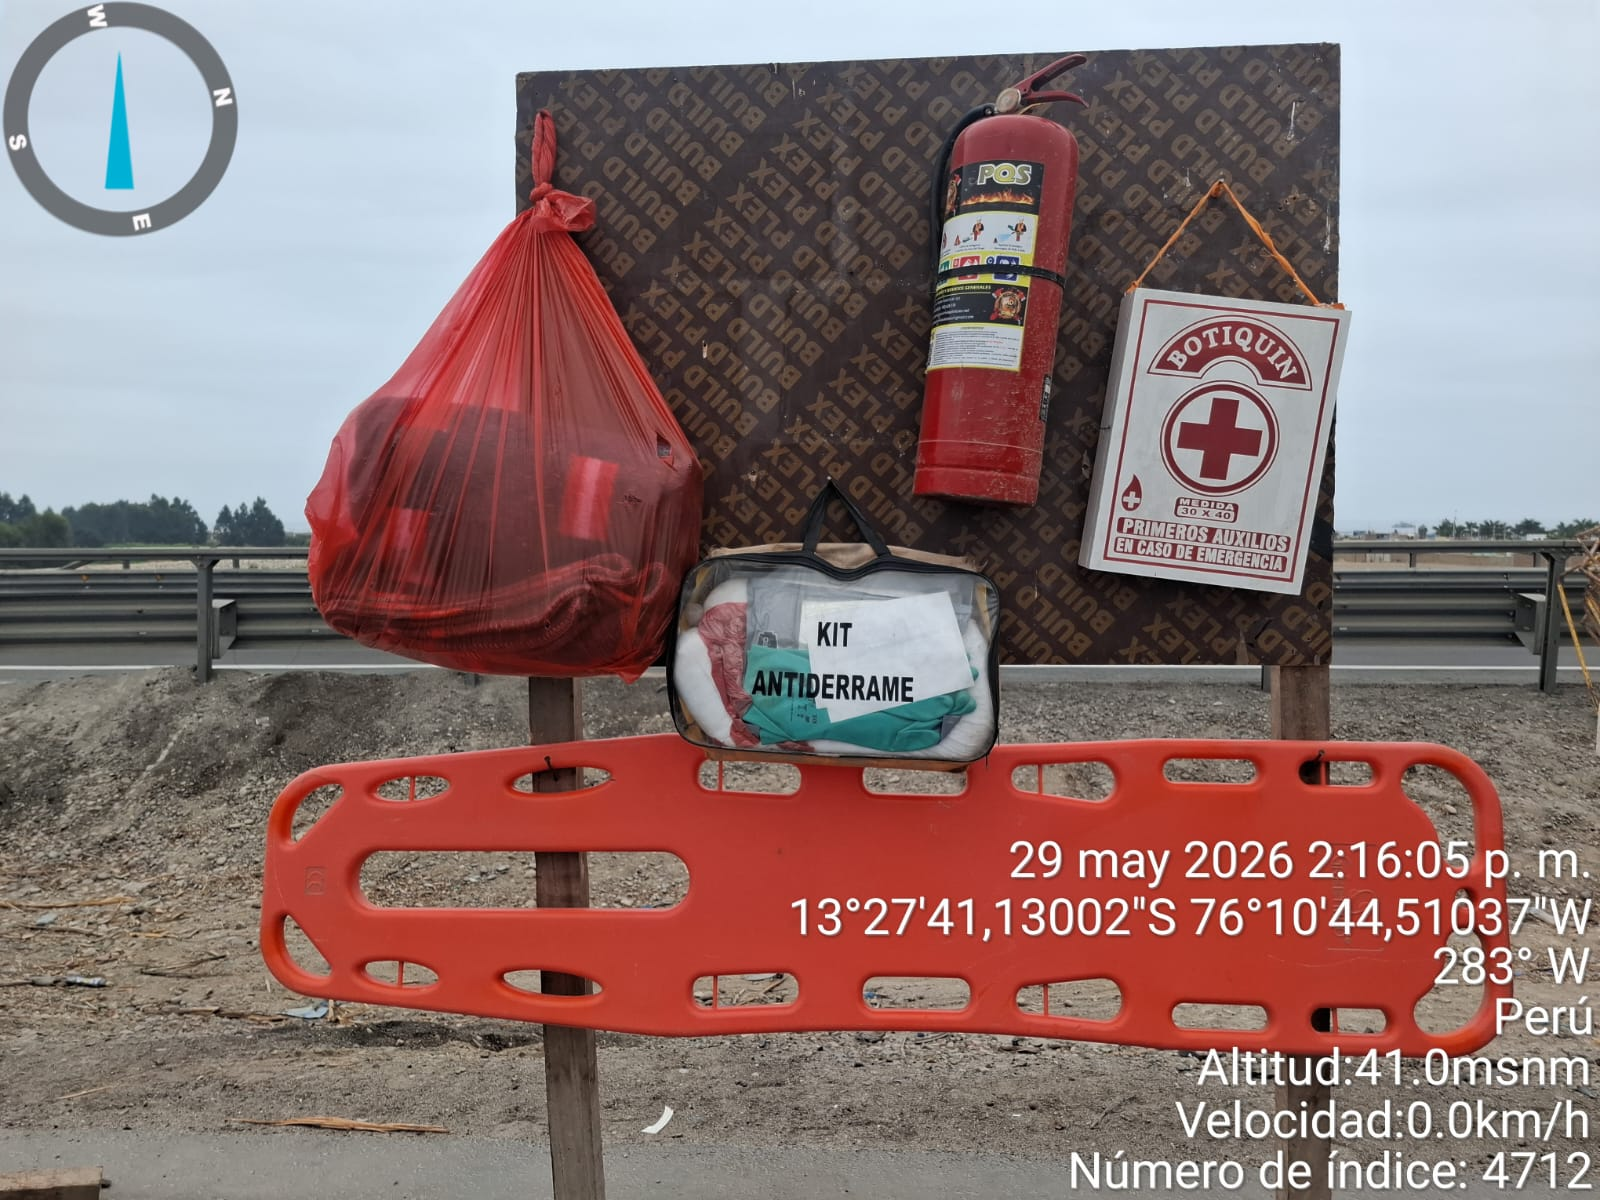 W
N
S
E
BUILD PLEX
PQS
BOTIQUIN
MEDIDA
30 X 40
PRIMEROS AUXILIOS
EN CASO DE EMERGENCIA
KIT
ANTIDERRAME
29 may 2026 2:16:05 p. m.
13°27'41,13002"S 76°10'44,51037"W
283° W
Perú
Altitud:41.0msnm
Velocidad:0.0km/h
Número de índice: 4712